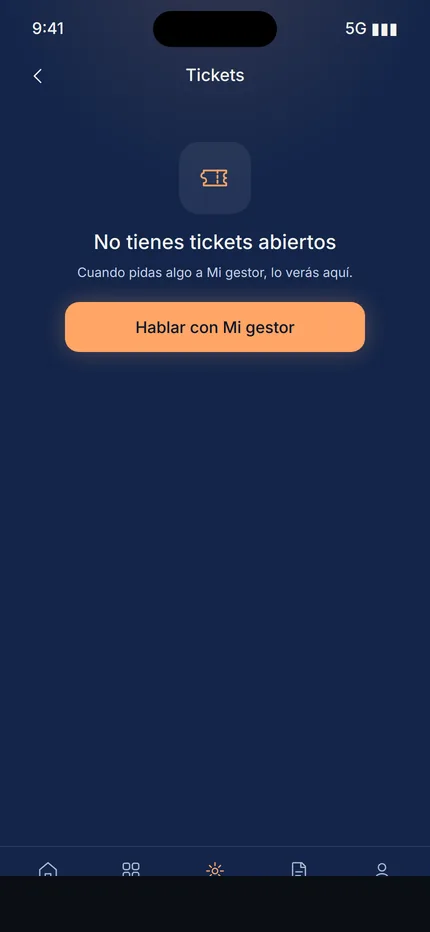 9:41
5G
Tickets
No tienes tickets abiertos
Cuando pidas algo a Mi gestor, lo verás aquí.
Hablar con Mi gestor